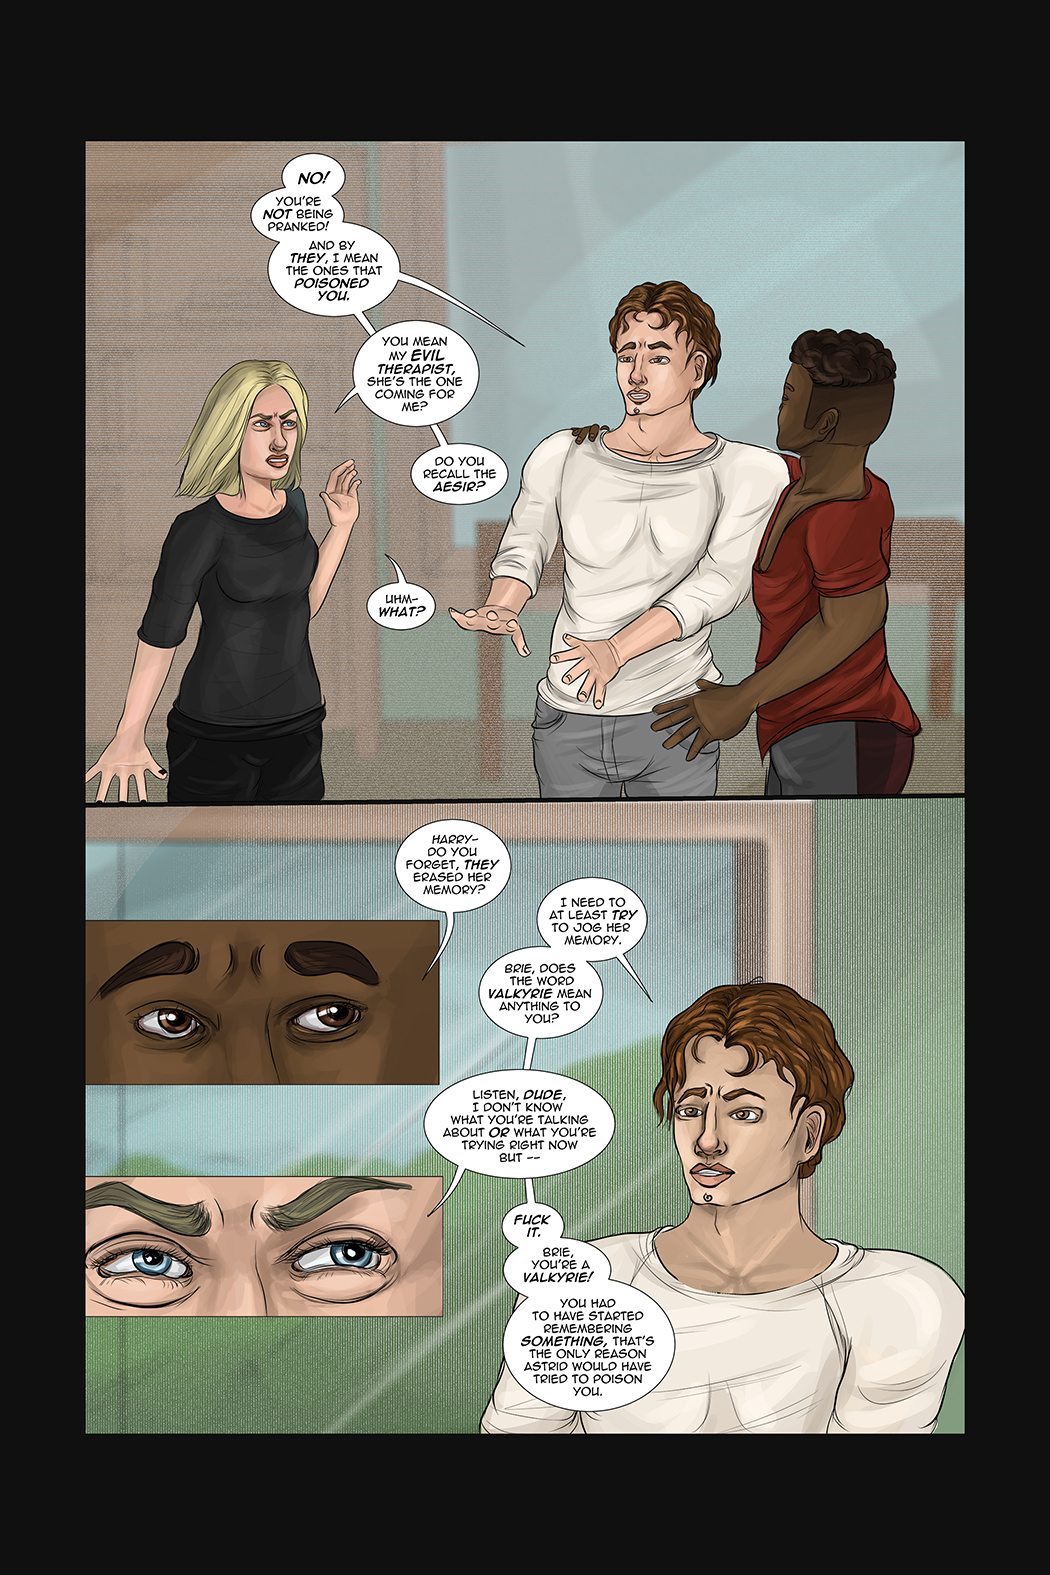 NO!
YOU'RE
NOT BEING
PRANKED!
AND BY
THEY, I MEAN
THE ONES THAT
POISONED
YOU.
YOU MEAN
MY EVIL
THERAPIST,
SHE'S THE ONE
COMING FOR
ME?
DO YOU
RECALL THE
AESIR?
UHM-
WHAT?
HARRY-
DO YOU
FORGET, THEY
ERASED HER
MEMORY?
I NEED TO
AT LEAST TRY
TO JOG HER
MEMORY.
BRIE, DOES
THE WORD
VALKYRIE MEAN
ANYTHING TO
YOU?
LISTEN, DUDE,
I DON'T KNOW
WHAT YOU'RE TALKING
ABOUT OR WHAT YOU'RE
TRYING RIGHT NOW
BUT --
FUCK
IT.
BRIE,
YOU'RE A
VALKYRIE!
YOU HAD
TO HAVE STARTED
REMEMBERING
SOMETHING, THAT'S
THE ONLY REASON
ASTRID WOULD HAVE
TRIED TO POISON
YOU.